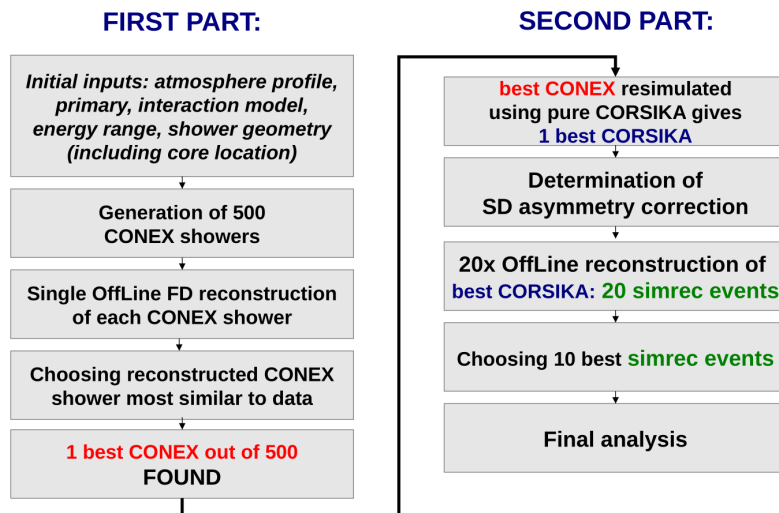 FIRST PART:
Initial inputs: atmosphere profile,
primary, interaction model,
energy range, shower geometry
(including core location)
Generation of 500
CONEX showers
Single OffLine FD reconstruction
of each CONEX shower
Choosing reconstructed CONEX
shower most similar to data
1 best CONEX out of 500
FOUND
SECOND PART:
best CONEX resimulated
using pure CORSIKA gives
1 best CORSIKA
Determination of
SD asymmetry correction
20x OffLine reconstruction of
best CORSIKA: 20 simrec events
Choosing 10 best simrec events
Final analysis